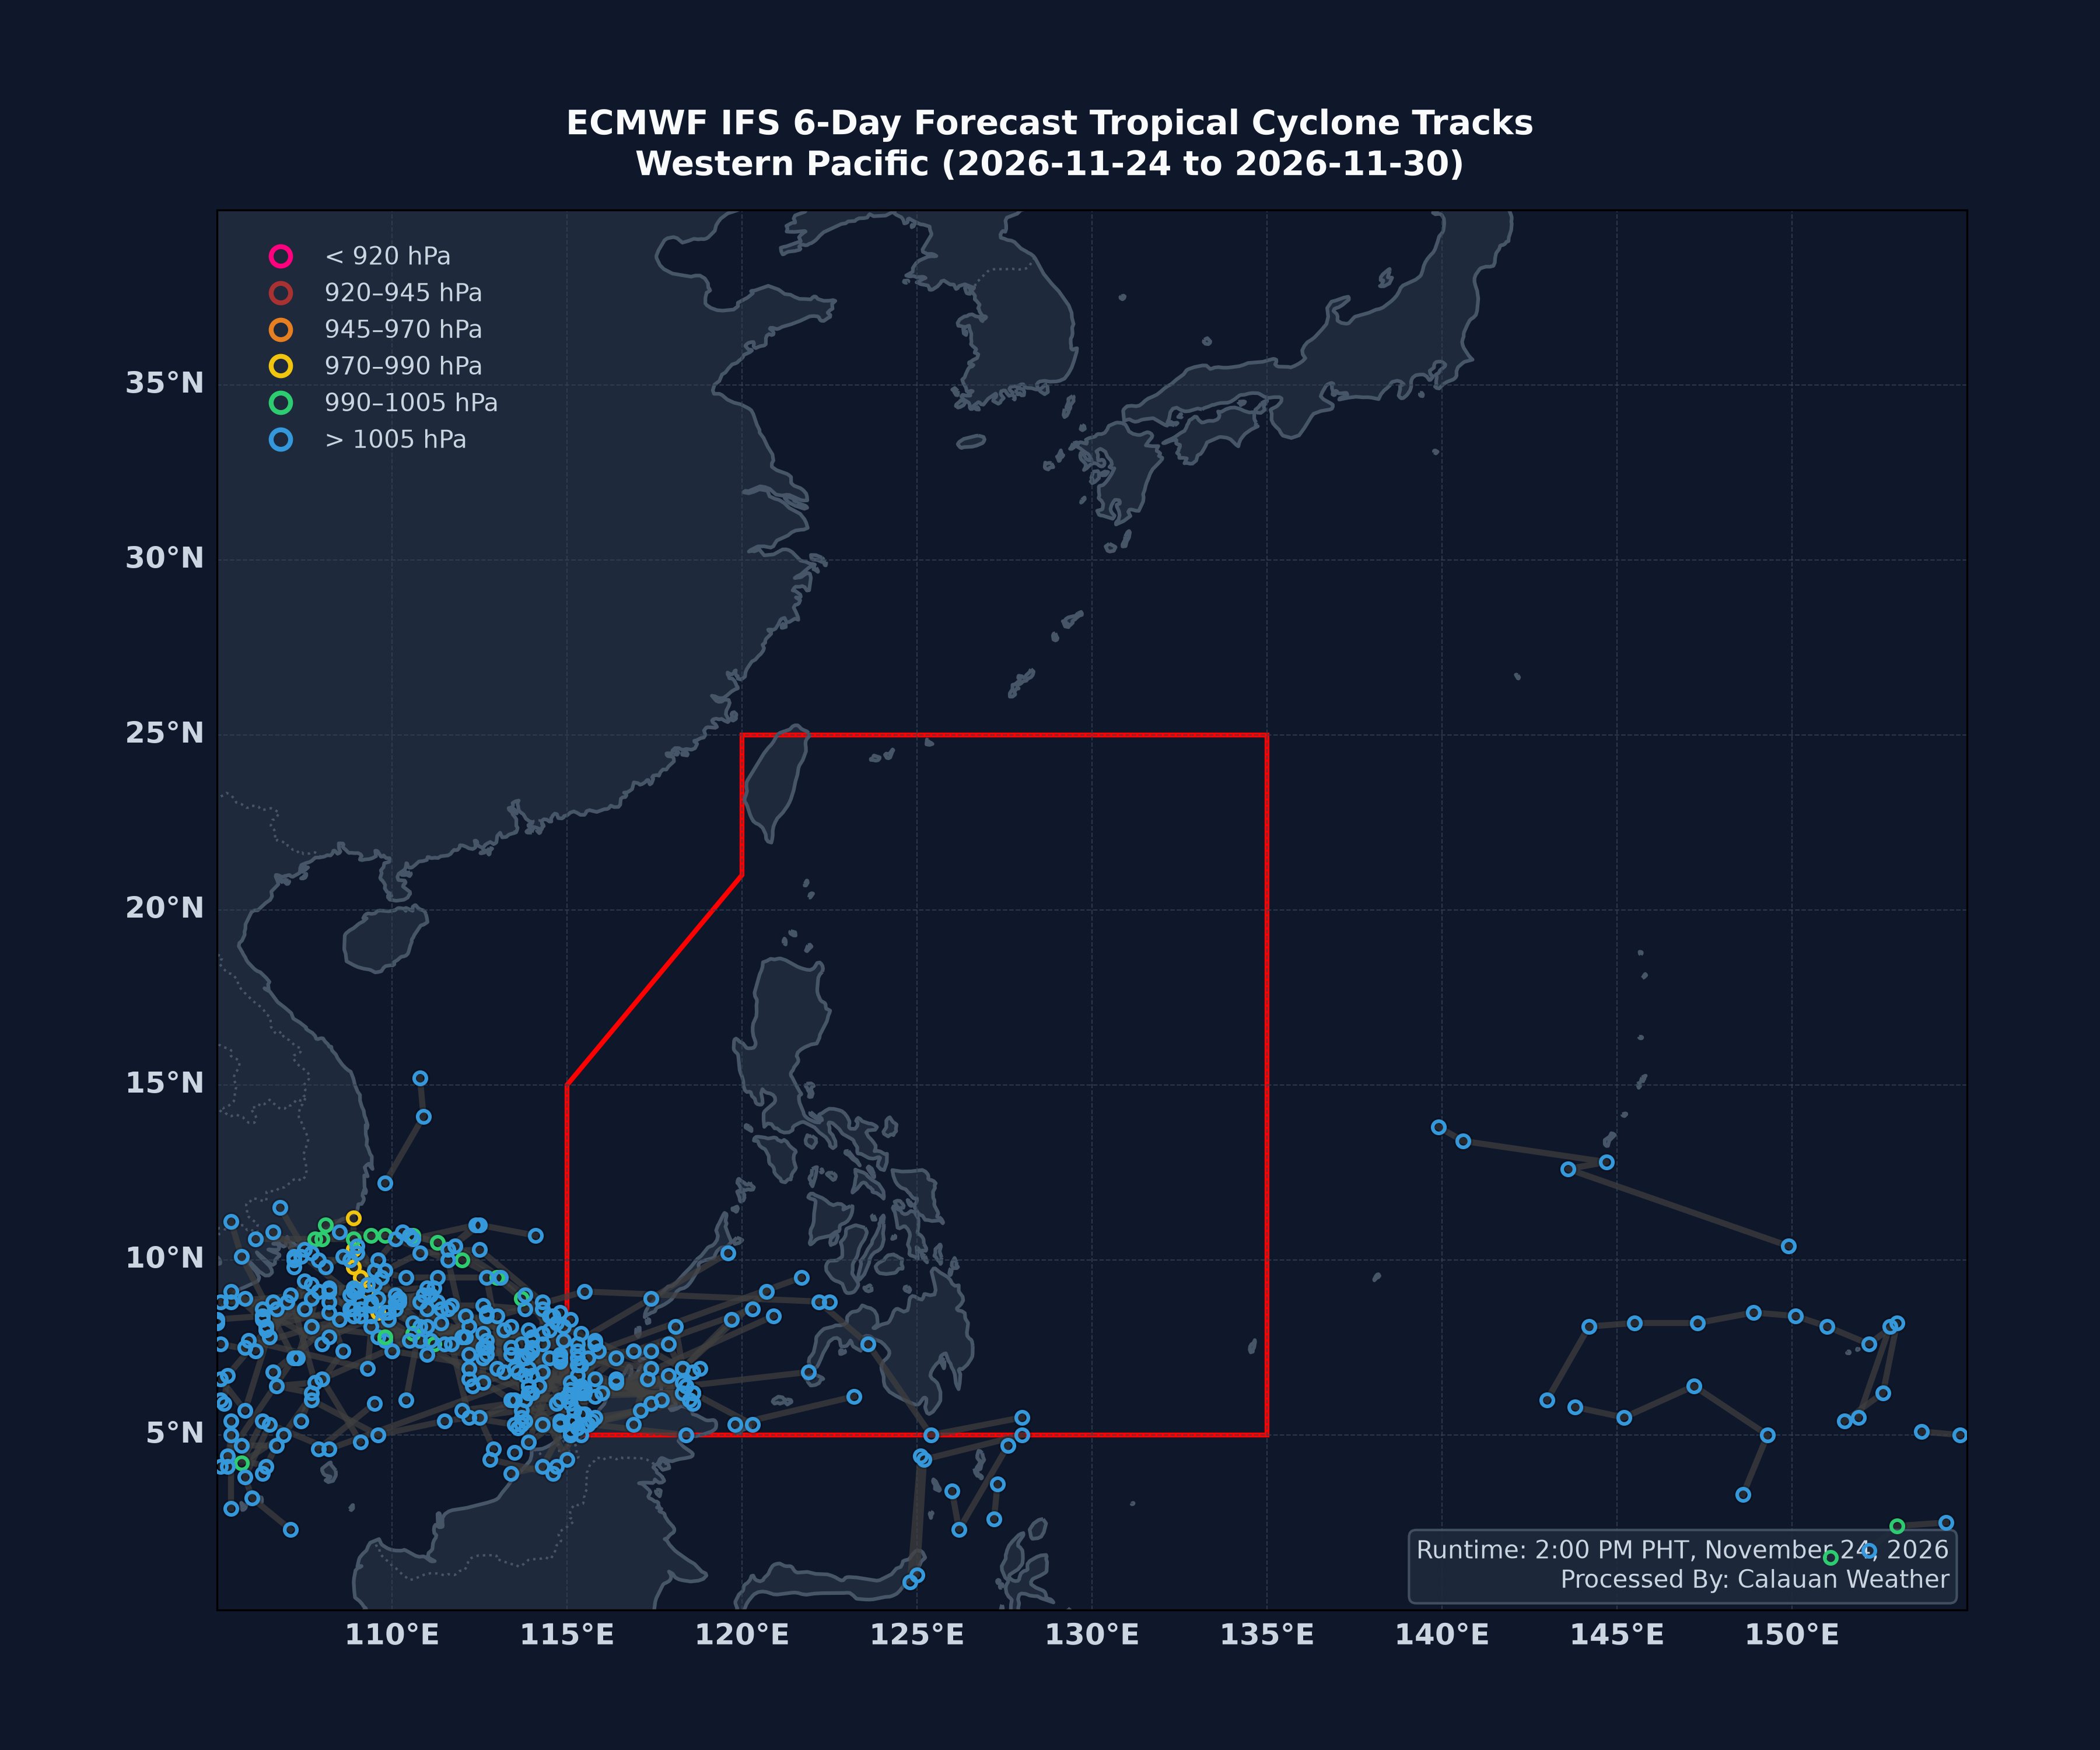 ECMWF IFS 6-Day Forecast Tropical Cyclone Tracks
Western Pacific (2026-11-24 to 2026-11-30)
< 920 hPa
920–945 hPa
945–970 hPa
970–990 hPa
990–1005 hPa
> 1005 hPa
35°N
30°N
25°N
20°N
15°N
10°N
5°N
Runtime: 2:00 PM PHT, November 24, 2026
Processed By: Calauan Weather
110°E 115°E 120°E 125°E 130°E 135°E 140°E 145°E 150°E